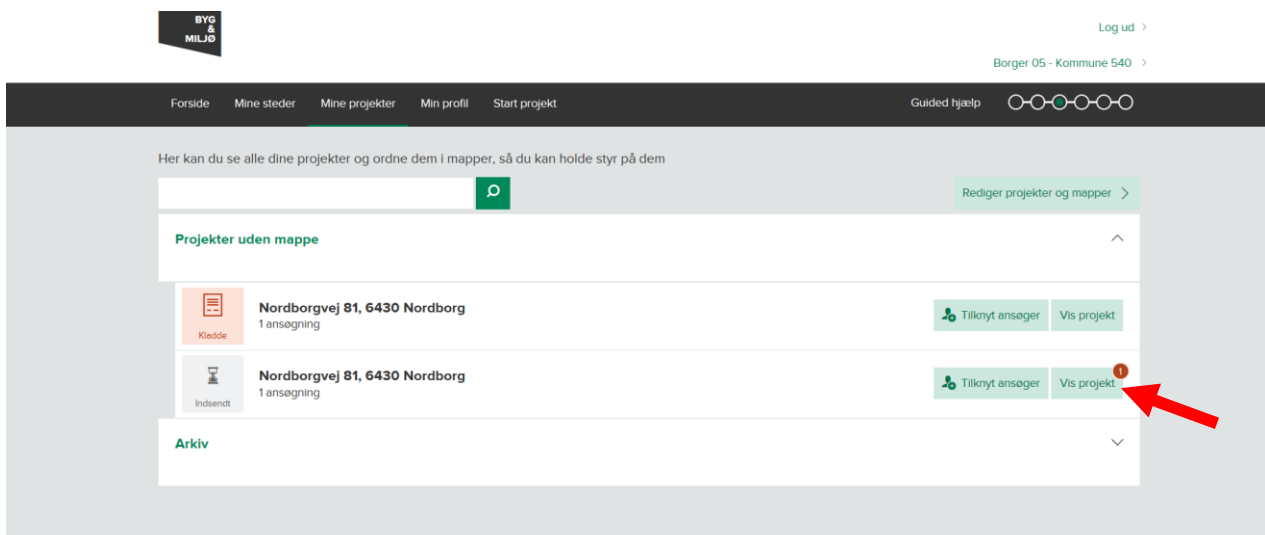 BYG
&
MILJØ
Log ud
Borger 05 - Kommune 540
Forside Mine steder Mine projekter Min profil Start projekt Guided hjælp
Her kan du se alle dine projekter og ordne dem i mapper, så du kan holde styr på dem
Rediger projekter og mapper
Projekter uden mappe
Kladde
Nordborgvej 81, 6430 Nordborg
1 ansøgning
Tilknyt ansøger Vis projekt
Indsendt
Nordborgvej 81, 6430 Nordborg
1 ansøgning
Tilknyt ansøger Vis projekt 1
Arkiv